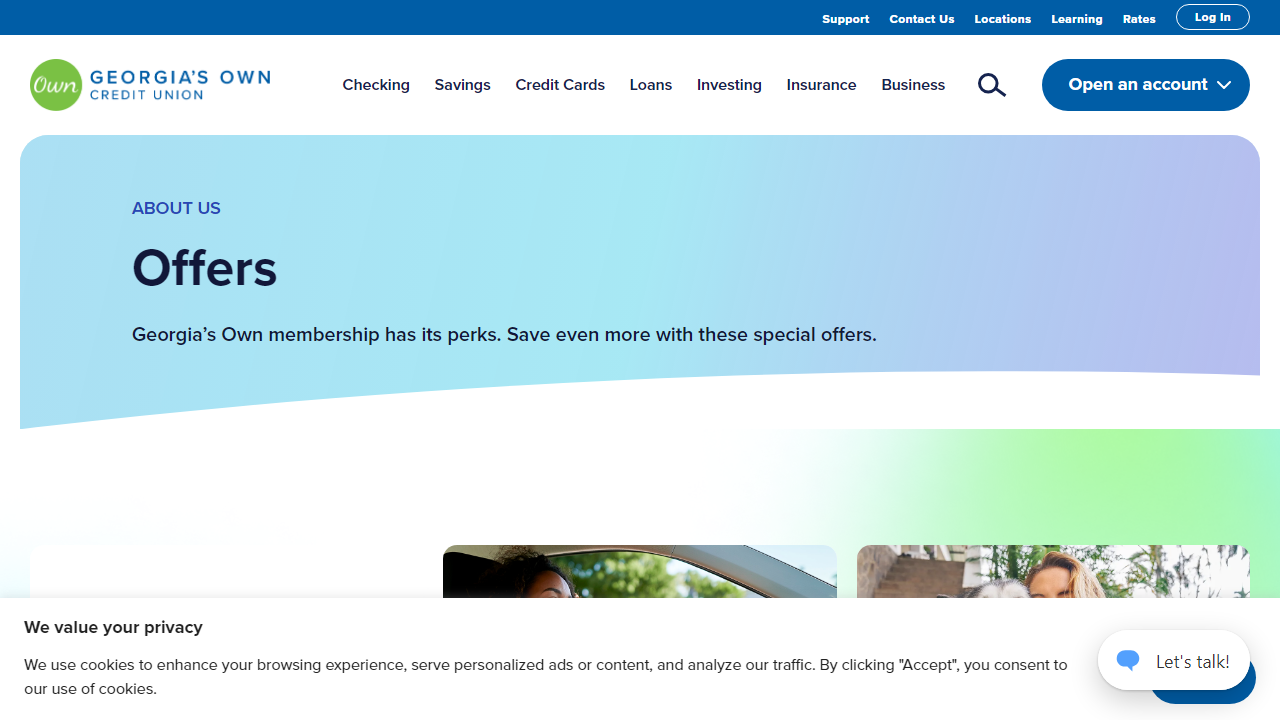 Support Contact Us Locations Learning Rates Log In
Own GEORGIA'S OWN
CREDIT UNION
Checking Savings Credit Cards Loans Investing Insurance Business Open an account
ABOUT US
Offers
Georgia’s Own membership has its perks. Save even more with these special offers.
We value your privacy
We use cookies to enhance your browsing experience, serve personalized ads or content, and analyze our traffic. By clicking "Accept", you consent to
our use of cookies.
Let's talk!